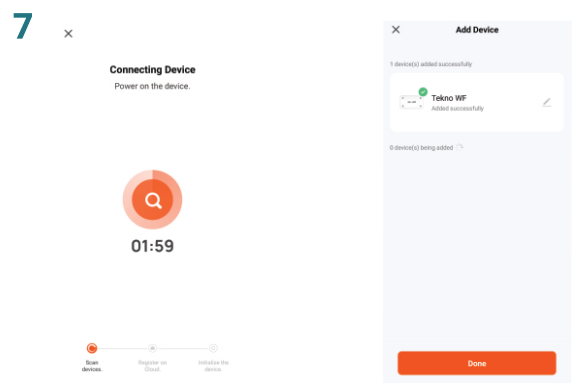 7
Connecting Device
Power on the device.
01:59
Scan devices.
Register on Cloud.
Initialise the device.
Add Device
1 device(s) added successfully
Tekno WF
Added successfully
0 device(s) being added
Done